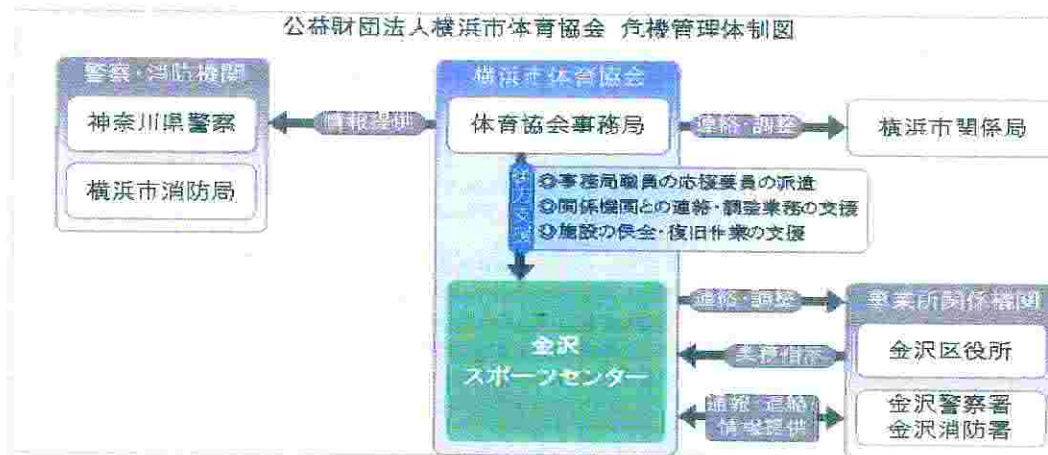 公益財団法人横浜市体育協会 危機管理体制図
警察・消防機関
神奈川県警察
横浜市消防局
情報提供
横浜市体育協会
体育協会事務局
連絡・調整
横浜市関係局
後方支援
◎事務局職員の応援要員の派遣
◎関係機関との連絡・調整業務の支援
◎施設の保全・復旧作業の支援
金沢
スポーツセンター
連絡・調整
業務指示
通報・連絡
情報提供
事業所関係機関
金沢区役所
金沢警察署
金沢消防署